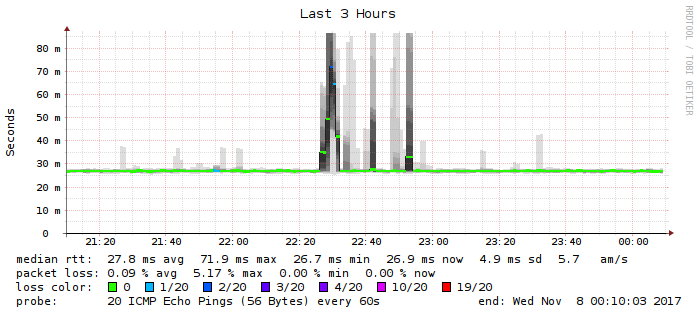 Last 3 Hours
RRDTOOL / TOBI OETIKER
Seconds
80 m
70 m
60 m
50 m
40 m
30 m
20 m
10 m
0
21:20 21:40 22:00 22:20 22:40 23:00 23:20 23:40 00:00
median rtt: 27.8 ms avg 71.9 ms max 26.7 ms min 26.9 ms now 4.9 ms sd 5.7 am/s
packet loss: 0.09 % avg 5.17 % max 0.00 % min 0.00 % now
loss color: 0 1/20 2/20 3/20 4/20 10/20 19/20
probe: 20 ICMP Echo Pings (56 Bytes) every 60s end: Wed Nov 8 00:10:03 2017